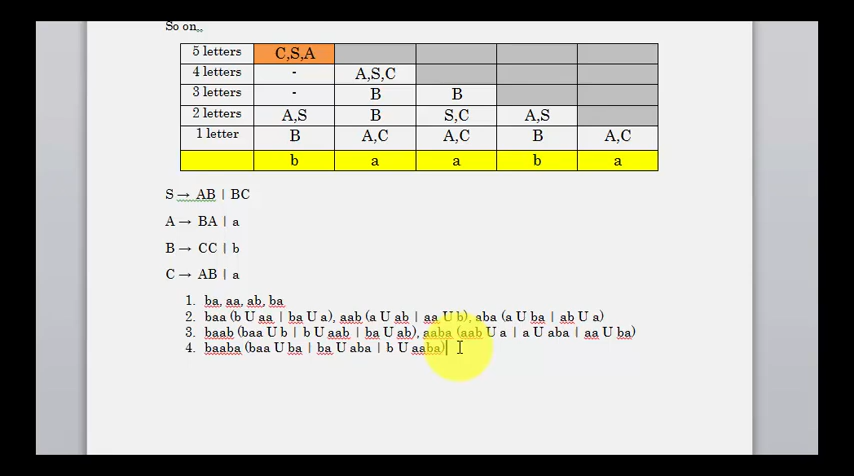 So on,,
5 letters C,S,A
4 letters - A,S,C
3 letters - B B
2 letters A,S B S,C A,S
1 letter B A,C A,C B A,C
b a a b a
S → AB | BC
A → BA | a
B → CC | b
C → AB | a
1. ba, aa, ab, ba
2. baa (b U aa | ba U a), aab (a U ab | aa U b), aba (a U ba | ab U a)
3. baab (baa U b | b U aab | ba U ab), aaba (aab U a | a U aba | aa U ba)
4. baaba (baa U ba | ba U aba | b U aaba)